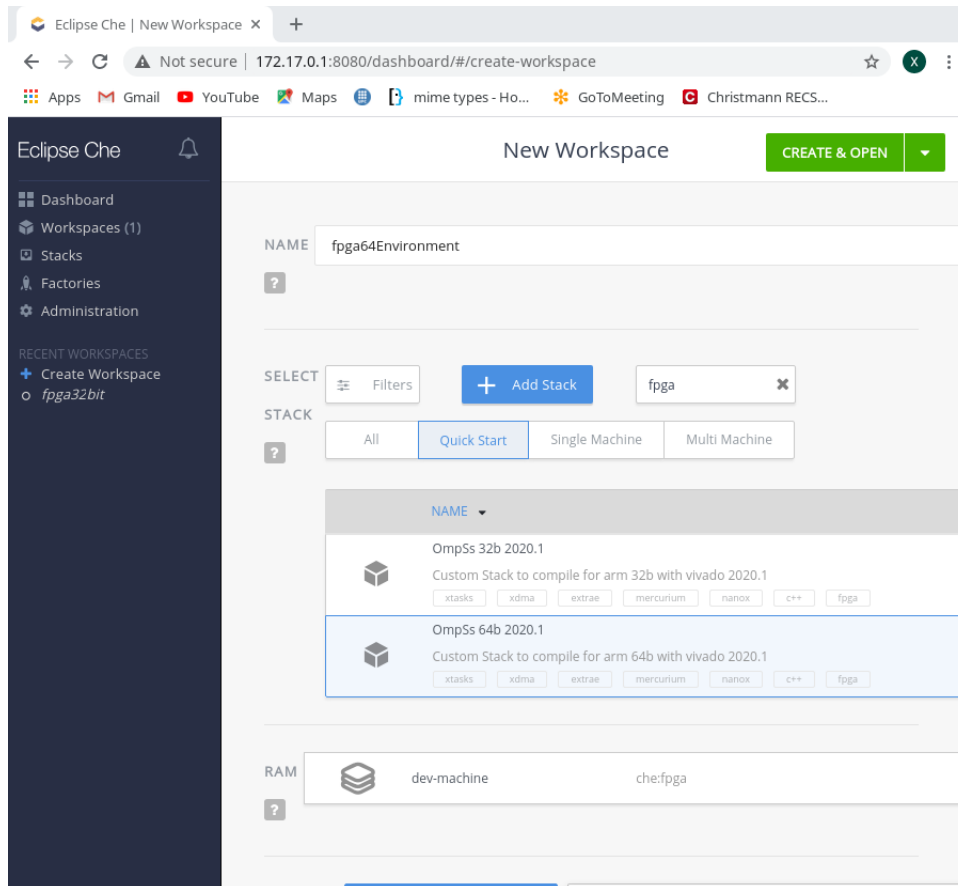 Eclipse Che | New Workspace × +
Not secure | 172.17.0.1:8080/dashboard/#/create-workspace X
Apps Gmail YouTube Maps mime types - Ho... GoToMeeting C Christmann RECS...
Eclipse Che
New Workspace
CREATE & OPEN
Dashboard
Workspaces (1)
Stacks
Factories
Administration
RECENT WORKSPACES
+ Create Workspace
fpga32bit
NAME fpga64Environment
?
SELECT STACK
?
Filters
+ Add Stack
fpga
All Quick Start Single Machine Multi Machine
NAME
OmpSs 32b 2020.1
Custom Stack to compile for arm 32b with vivado 2020.1
xtasks xdma extrae mercurium nanox c++ fpga
OmpSs 64b 2020.1
Custom Stack to compile for arm 64b with vivado 2020.1
xtasks xdma extrae mercurium nanox c++ fpga
RAM dev-machine che:fpga
?